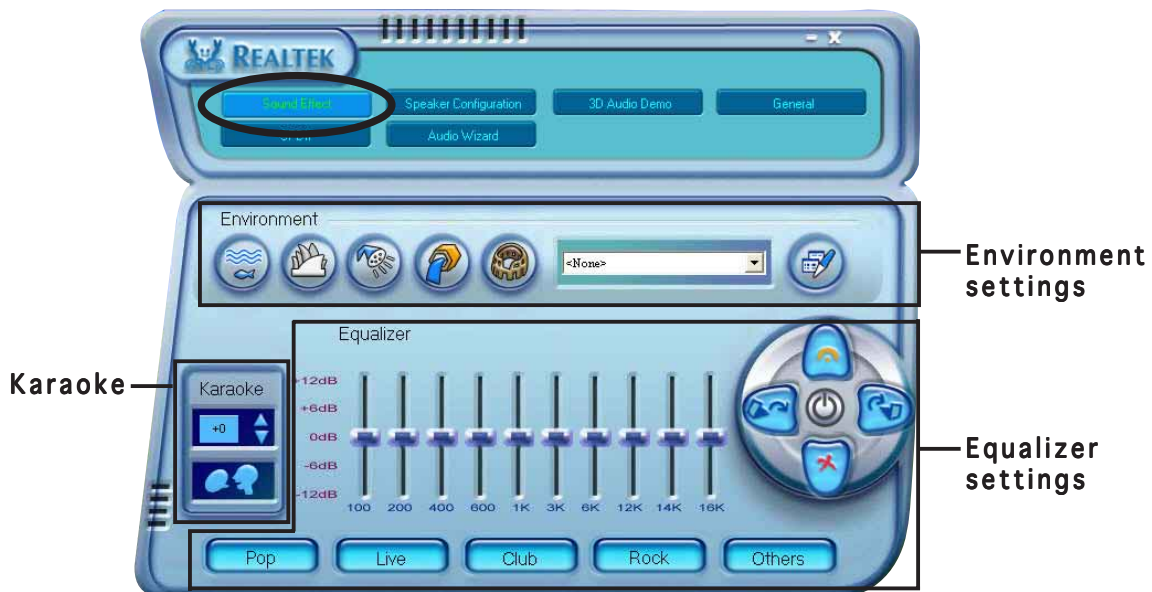 REALTEK
- X
Sound Effect
Speaker Configuration
3D Audio Demo
General
Audio Wizard
Environment
<None>
Environment
settings
Equalizer
Karaoke
Karaoke
+0
+12dB
+6dB
0dB
-6dB
-12dB
100 200 400 600 1K 3K 6K 12K 14K 16K
Equalizer
settings
Pop
Live
Club
Rock
Others